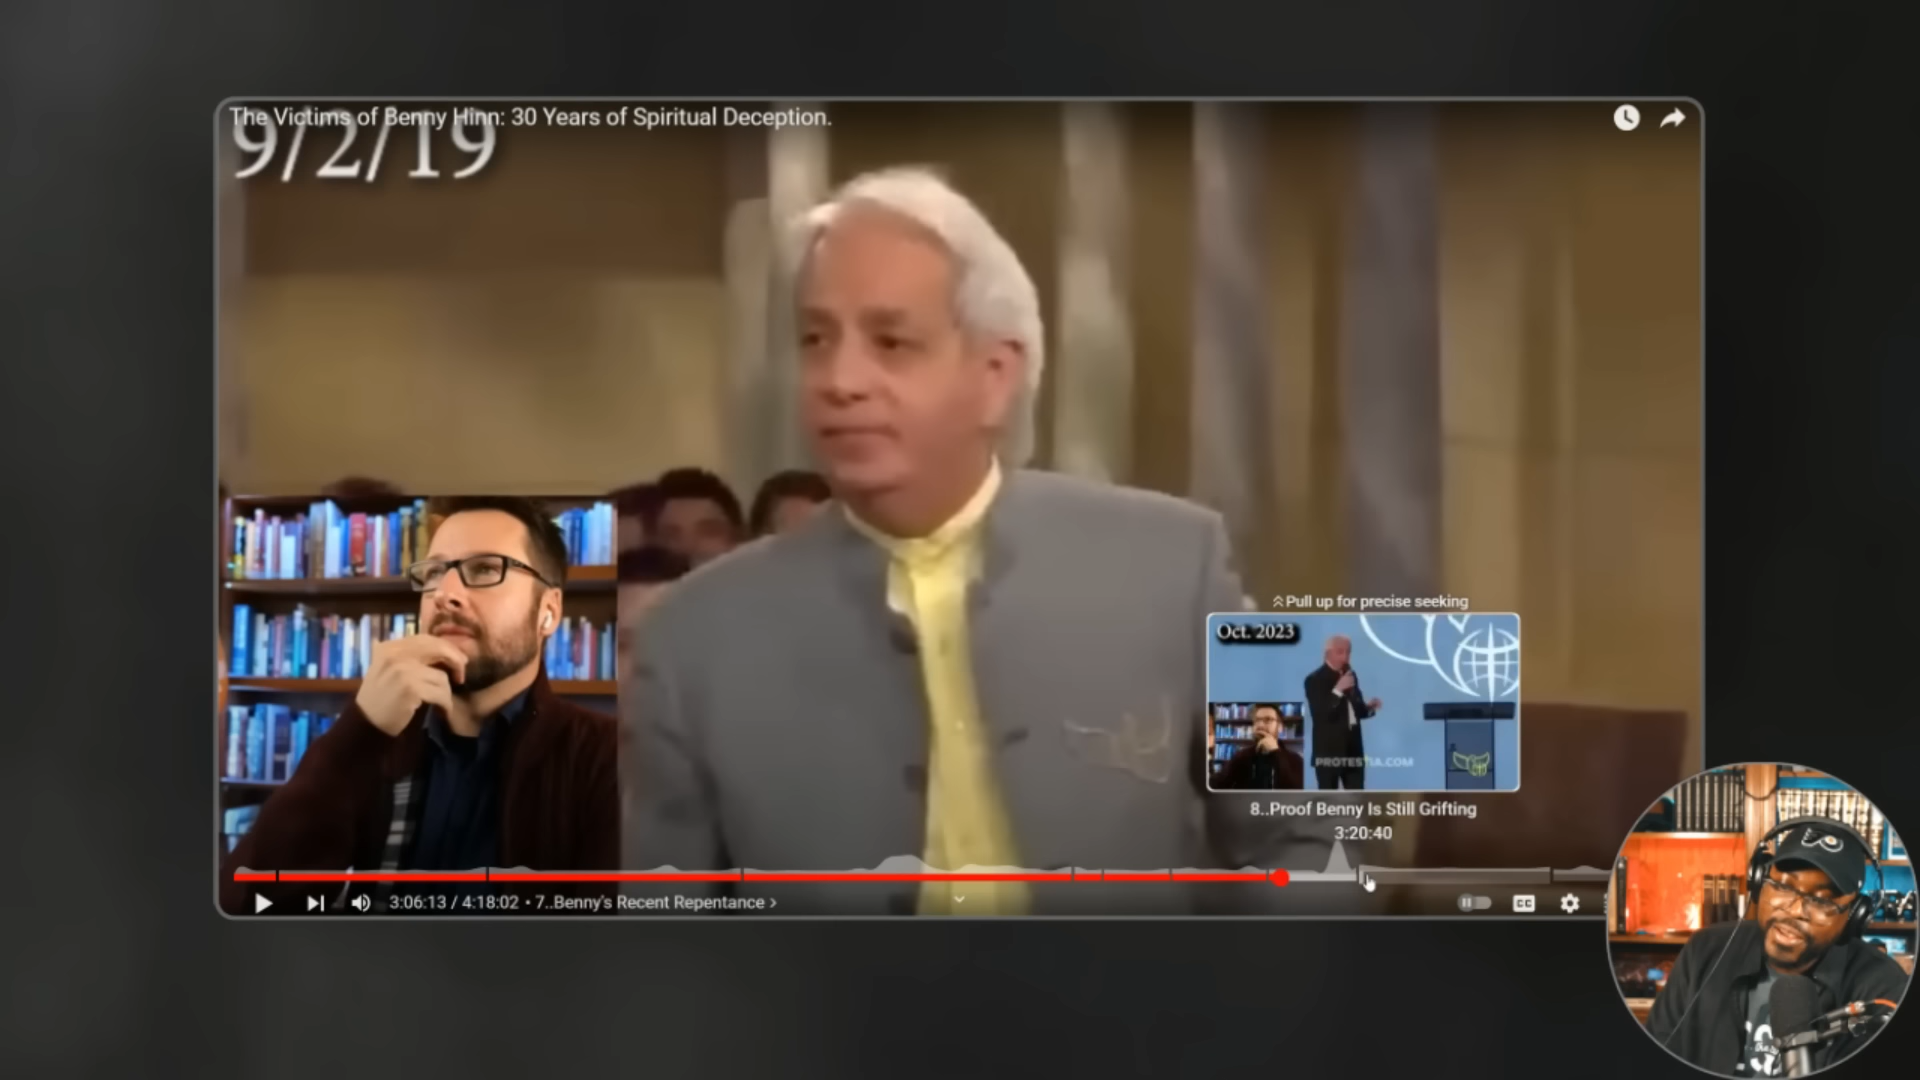 The Victims of Benny Hinn: 30 Years of Spiritual Deception.
9/2/19
Pull up for precise seeking
Oct. 2023
PROTESTIA.COM
8..Proof Benny Is Still Grifting
3:20:40
3:06:13 / 4:18:02 • 7..Benny's Recent Repentance >
CC